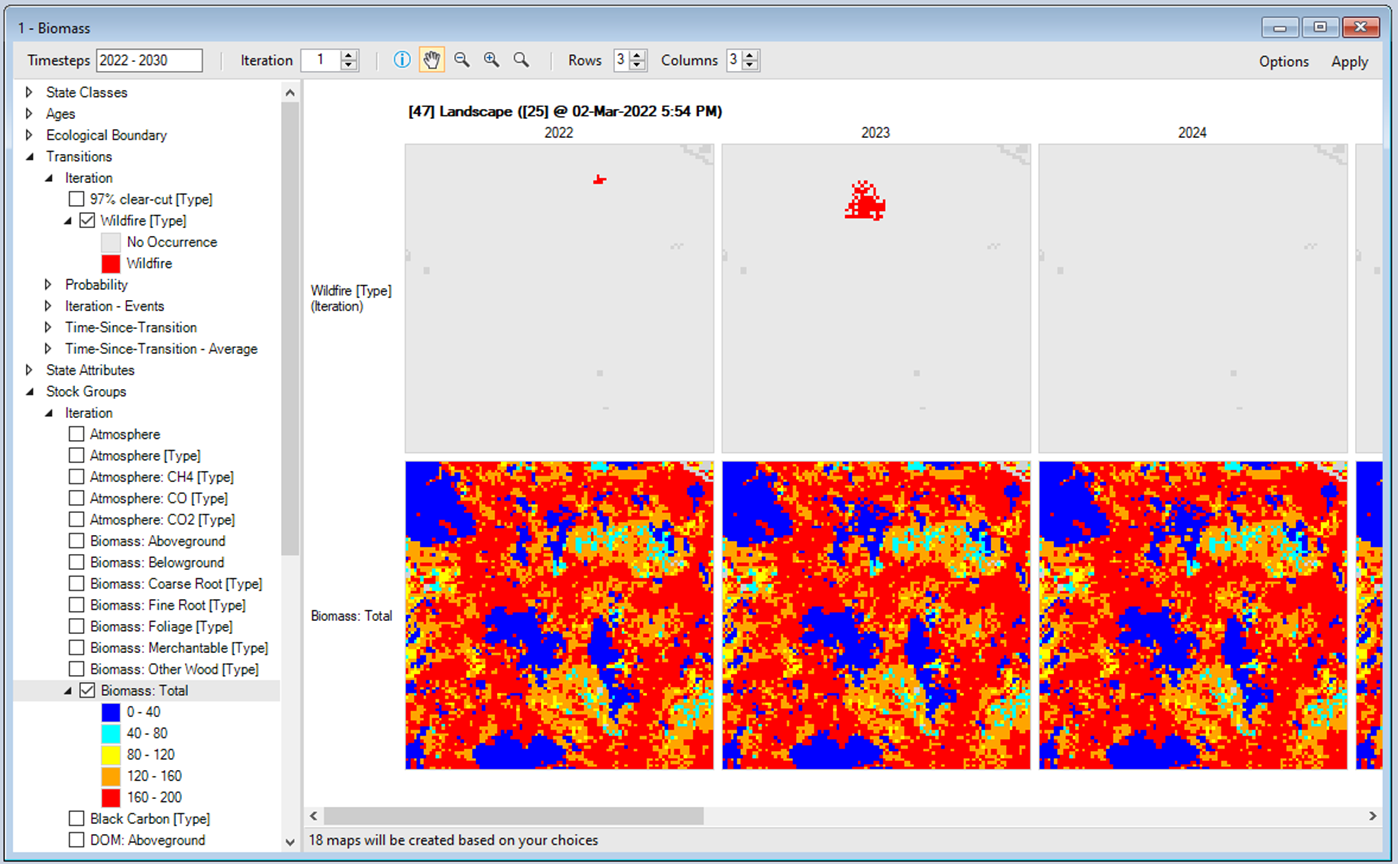 1 - Biomass
Timesteps 2022 - 2030 Iteration 1 Rows 3 Columns 3 Options Apply
State Classes
Ages
Ecological Boundary
Transitions
Iteration
97% clear-cut [Type]
Wildfire [Type]
No Occurrence
Wildfire
Probability
Iteration - Events
Time-Since-Transition
Time-Since-Transition - Average
State Attributes
Stock Groups
Iteration
Atmosphere
Atmosphere [Type]
Atmosphere: CH4 [Type]
Atmosphere: CO [Type]
Atmosphere: CO2 [Type]
Biomass: Aboveground
Biomass: Belowground
Biomass: Coarse Root [Type]
Biomass: Fine Root [Type]
Biomass: Foliage [Type]
Biomass: Merchantable [Type]
Biomass: Other Wood [Type]
Biomass: Total
0 - 40
40 - 80
80 - 120
120 - 160
160 - 200
Black Carbon [Type]
DOM: Aboveground
[47] Landscape ([25] @ 02-Mar-2022 5:54 PM)
2022 2023 2024
Wildfire [Type]
(Iteration)
Biomass: Total
18 maps will be created based on your choices